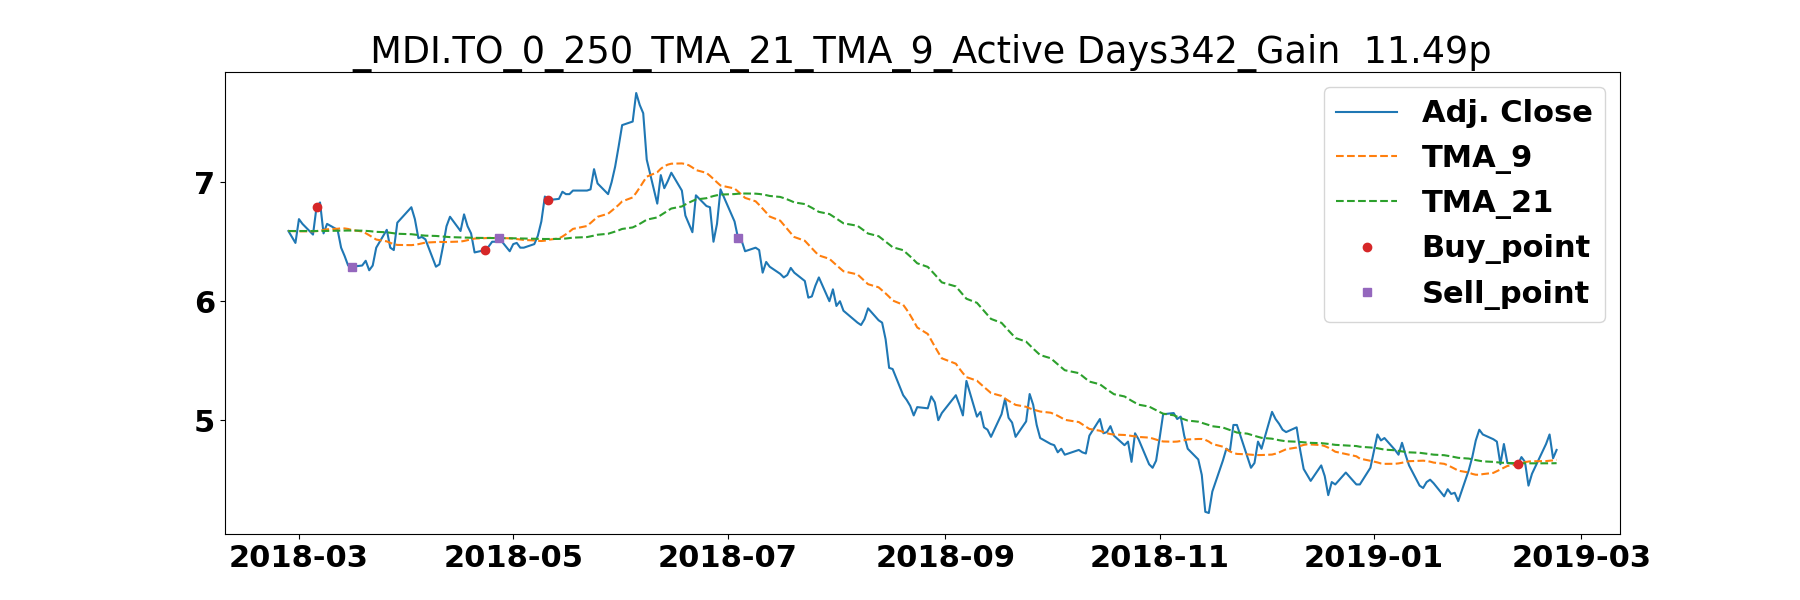 _MDI.TO_0_250_TMA_21_TMA_9_Active Days342_Gain  11.49p
Adj. Close
TMA_9
TMA_21
Buy_point
Sell_point
7
6
5
2018-03 2018-05 2018-07 2018-09 2018-11 2019-01 2019-03